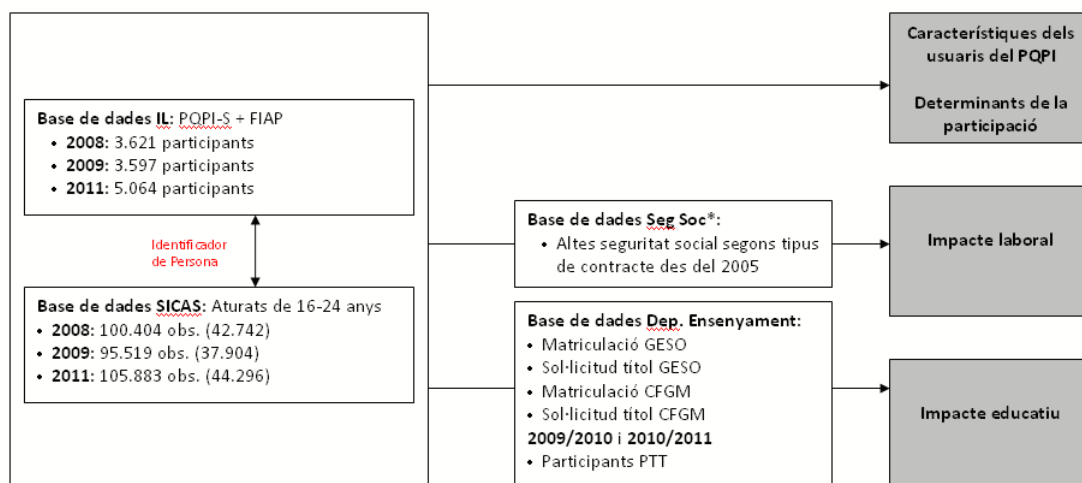 Base de dades IL: PQPI-S + FIAP
• 2008: 3.621 participants
• 2009: 3.597 participants
• 2011: 5.064 participants
Identificador
de Persona
Base de dades SICAS: Aturats de 16-24 anys
• 2008: 100.404 obs. (42.742)
• 2009: 95.519 obs. (37.904)
• 2011: 105.883 obs. (44.296)
Base de dades Seg Soc*:
• Altes seguritat social segons tipus
de contracte des del 2005
Base de dades Dep. Ensenyament:
• Matriculació GESO
• Sol·licitud títol GESO
• Matriculació CFGM
• Sol·licitud títol CFGM
2009/2010 i 2010/2011
• Participants PTT
Característiques dels
usuaris del PQPI
Determinants de la
participació
Impacte laboral
Impacte educatiu